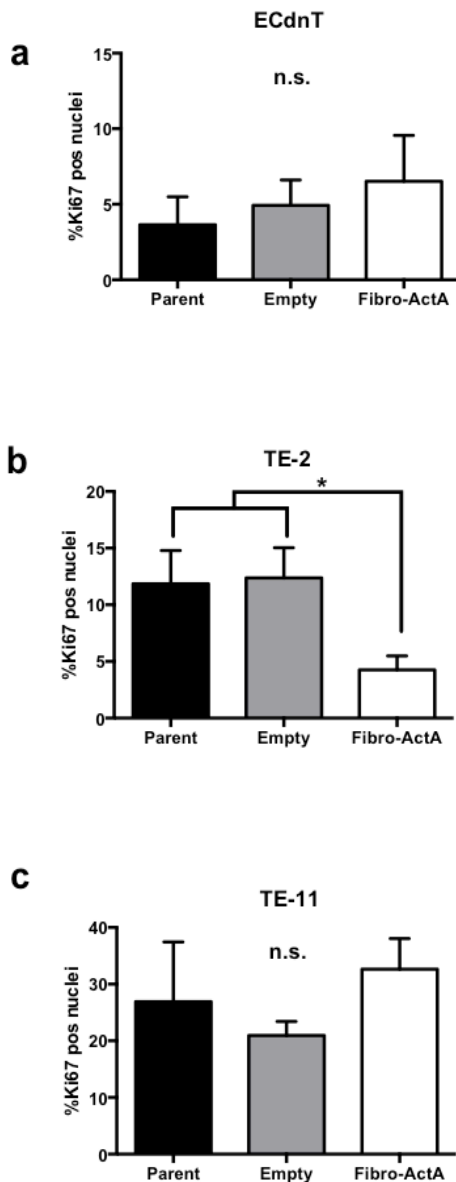 ECdnT
a
n.s.
%Ki67 pos nuclei
15
10
5
0
Parent Empty Fibro-ActA
b
TE-2
*
%Ki67 pos nuclei
20
15
10
5
0
Parent Empty Fibro-ActA
c
TE-11
n.s.
%Ki67 pos nuclei
40
30
20
10
0
Parent Empty Fibro-ActA